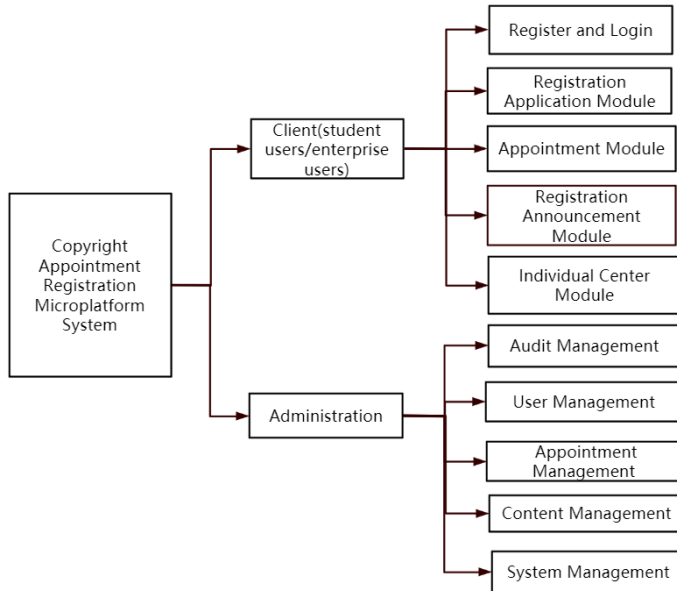 Copyright
Appointment
Registration
Microplatform
System
Client(student
users/enterprise
users)
Administration
Register and Login
Registration
Application Module
Appointment Module
Registration
Announcement
Module
Individual Center
Module
Audit Management
User Management
Appointment
Management
Content Management
System Management